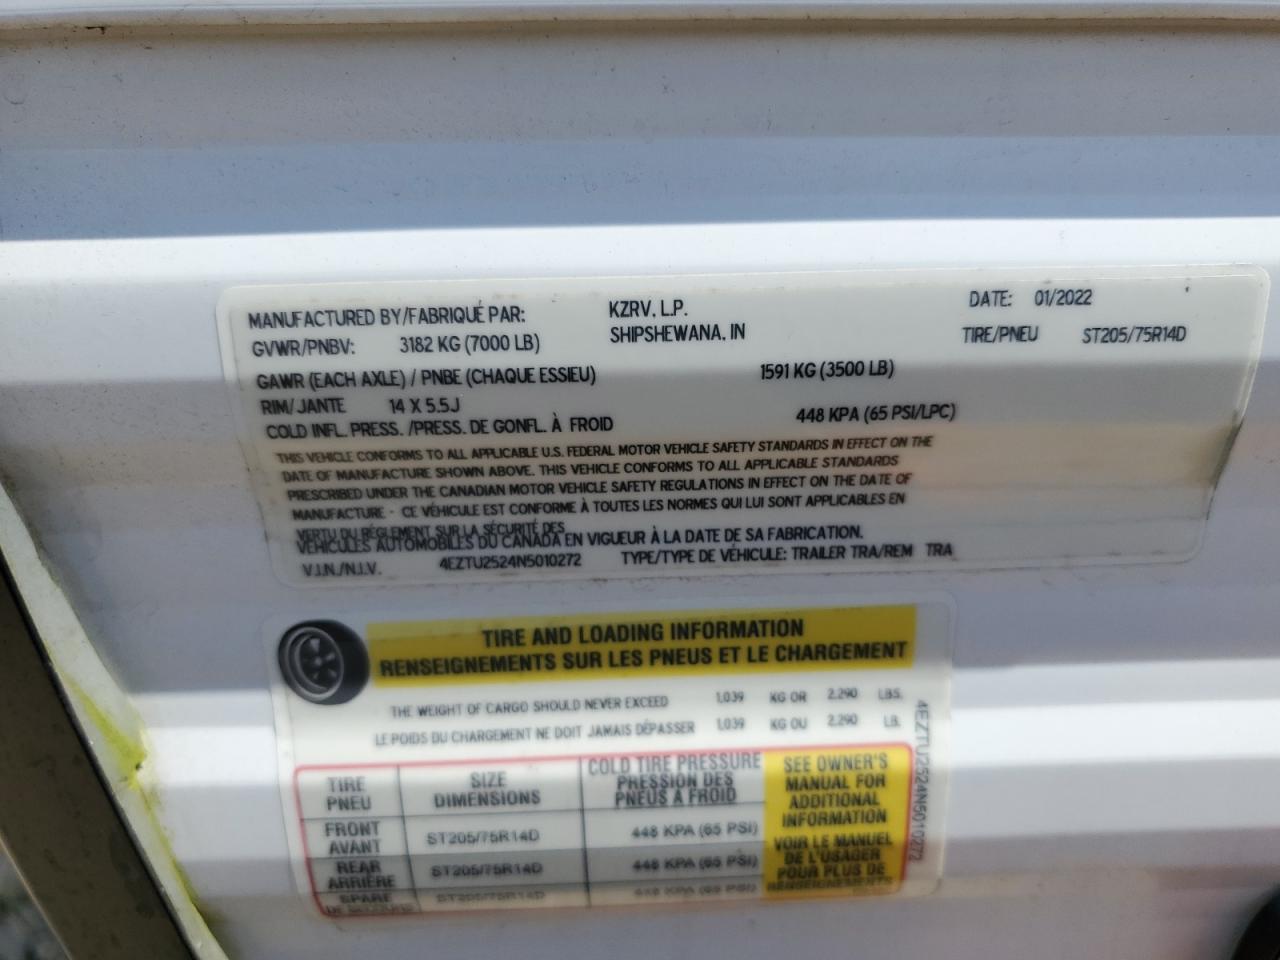 MANUFACTURED BY/FABRIQUÉ PAR: KZRV, L.P. DATE: 01/2022
SHIPSHEWANA, IN
GVWR/PNBV: 3182 KG (7000 LB) TIRE/PNEU ST205/75R14D
GAWR (EACH AXLE) / PNBE (CHAQUE ESSIEU) 1591 KG (3500 LB)
RIM/JANTE 14 X 5.5J
COLD INFL. PRESS. /PRESS. DE GONFL. À FROID 448 KPA (65 PSI/LPC)
THIS VEHICLE CONFORMS TO ALL APPLICABLE U.S. FEDERAL MOTOR VEHICLE SAFETY STANDARDS IN EFFECT ON THE
DATE OF MANUFACTURE SHOWN ABOVE. THIS VEHICLE CONFORMS TO ALL APPLICABLE STANDARDS
PRESCRIBED UNDER THE CANADIAN MOTOR VEHICLE SAFETY REGULATIONS IN EFFECT ON THE DATE OF
MANUFACTURE - CE VÉHICULE EST CONFORME À TOUTES LES NORMES QUI LUI SONT APPLICABLES EN
VERTU DU RÉGLEMENT SUR LA SÉCURITÉ DES
VÉHICULES AUTOMOBILES DU CANADA EN VIGUEUR À LA DATE DE SA FABRICATION.
V.I.N./N.I.V. 4EZTU2524N5010272 TYPE/TYPE DE VÉHICULE: TRAILER TRA/REM TRA
TIRE AND LOADING INFORMATION
RENSEIGNEMENTS SUR LES PNEUS ET LE CHARGEMENT
THE WEIGHT OF CARGO SHOULD NEVER EXCEED 1,039 KG OR 2,290 LBS.
LE POIDS DU CHARGEMENT NE DOIT JAMAIS DÉPASSER 1,039 KG OU 2,290 LB.
TIRE
PNEU
SIZE
DIMENSIONS
COLD TIRE PRESSURE
PRESSION DES
PNEUS A FROID
SEE OWNER'S
MANUAL FOR
ADDITIONAL
INFORMATION
VOIR LE MANUEL
DE L'USAGER
POUR PLUS DE
RENSEIGNEMENTS
FRONT
AVANT
ST205/75R14D
448 KPA (65 PSI)
REAR
ARRIÈRE
ST205/75R14D
448 KPA (65 PSI)
SPARE
DE SECOURS
ST205/75R14D
448 KPA (65 PSI)
4EZTU2524N5010272